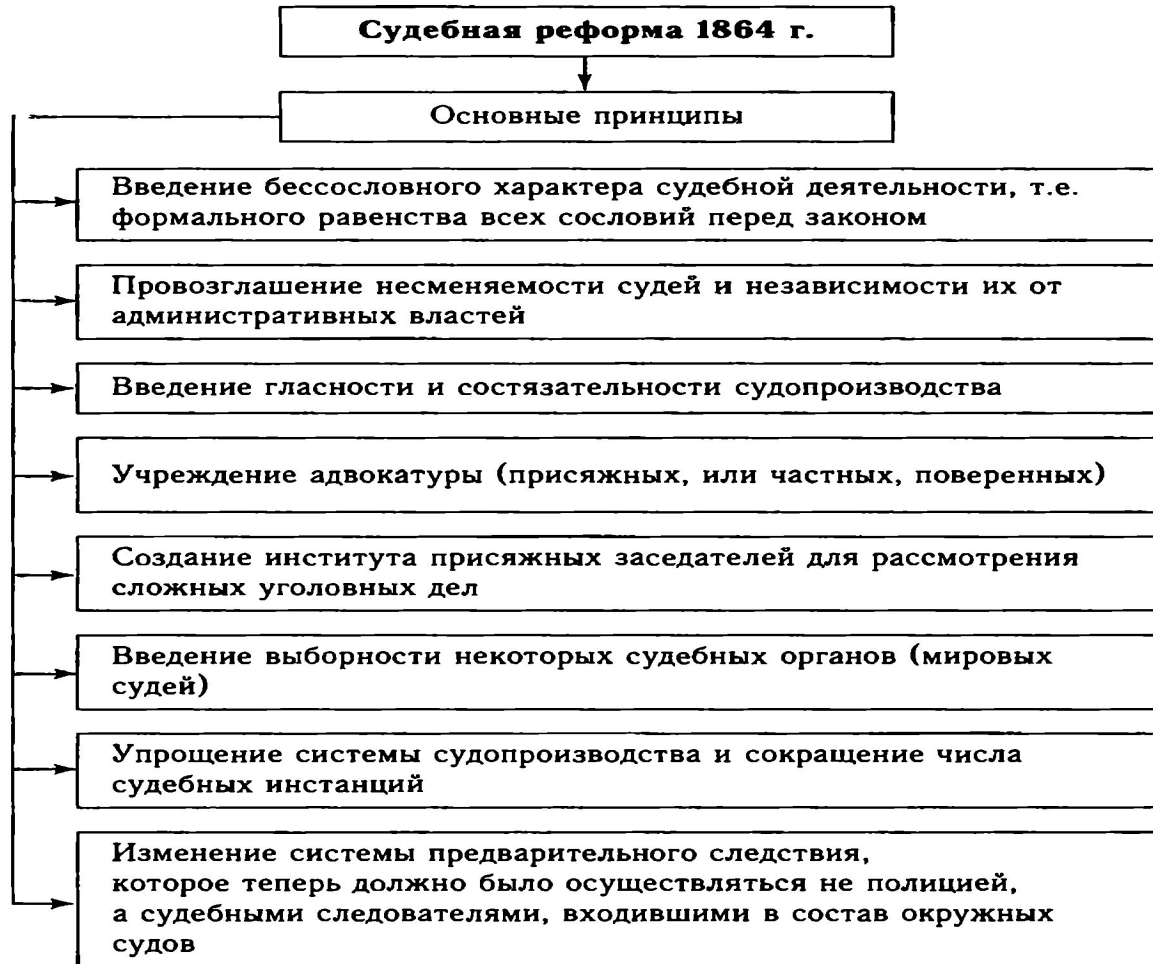 Судебная реформа 1864 г.
Основные принципы
Введение бессословного характера судебной деятельности, т.е.
формального равенства всех сословий перед законом
Провозглашение несменяемости судей и независимости их от
административных властей
Введение гласности и состязательности судопроизводства
Учреждение адвокатуры (присяжных, или частных, поверенных)
Создание института присяжных заседателей для рассмотрения
сложных уголовных дел
Введение выборности некоторых судебных органов (мировых
судей)
Упрощение системы судопроизводства и сокращение числа
судебных инстанций
Изменение системы предварительного следствия,
которое теперь должно было осуществляться не полицией,
а судебными следователями, входившими в состав окружных
судов